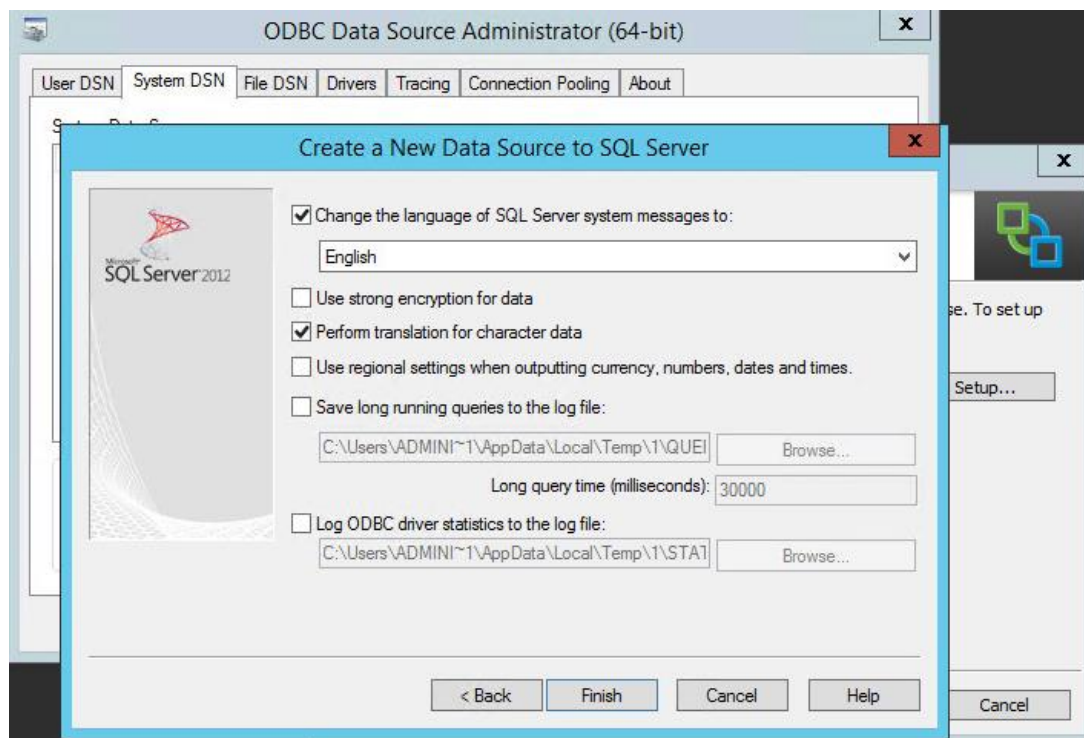 ODBC Data Source Administrator (64-bit)
x
User DSN System DSN File DSN Drivers Tracing Connection Pooling About
Create a New Data Source to SQL Server
x
x
Microsoft
SQL Server 2012
Change the language of SQL Server system messages to:
English
Use strong encryption for data
Perform translation for character data
Use regional settings when outputting currency, numbers, dates and times.
Save long running queries to the log file:
C:\Users\ADMINI~1\AppData\Local\Temp\1\QUE
Browse...
Long query time (milliseconds): 30000
Log ODBC driver statistics to the log file:
C:\Users\ADMINI~1\AppData\Local\Temp\1\STAT
Browse...
se. To set up
Setup...
< Back Finish Cancel Help
Cancel